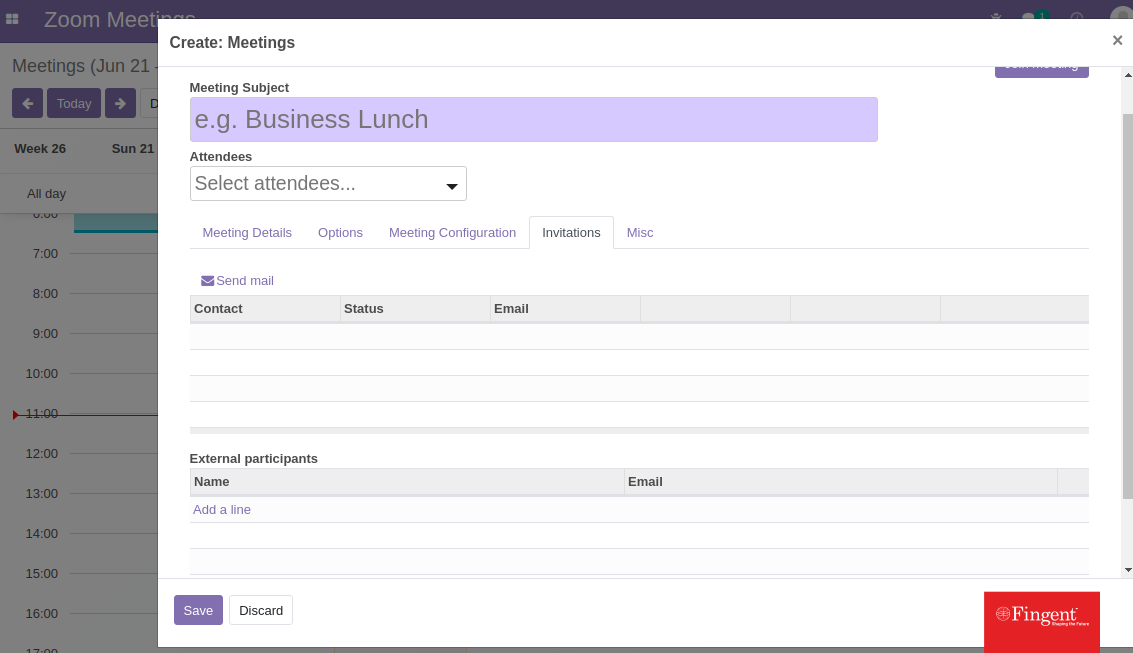 Zoom Meetings
1
Create: Meetings
×
Meetings (Jun 21 -
Join Meeting
Meeting Subject
Today
D
e.g. Business Lunch
Week 26
Sun 21
Attendees
Select attendees...
All day
6:00
Meeting Details
Options
Meeting Configuration
Invitations
Misc
7:00
Send mail
8:00
Contact
Status
Email
9:00
10:00
11:00
12:00
External participants
Name
Email
13:00
Add a line
14:00
15:00
16:00
Save
Discard
Fingent
Shaping the Future
17:00